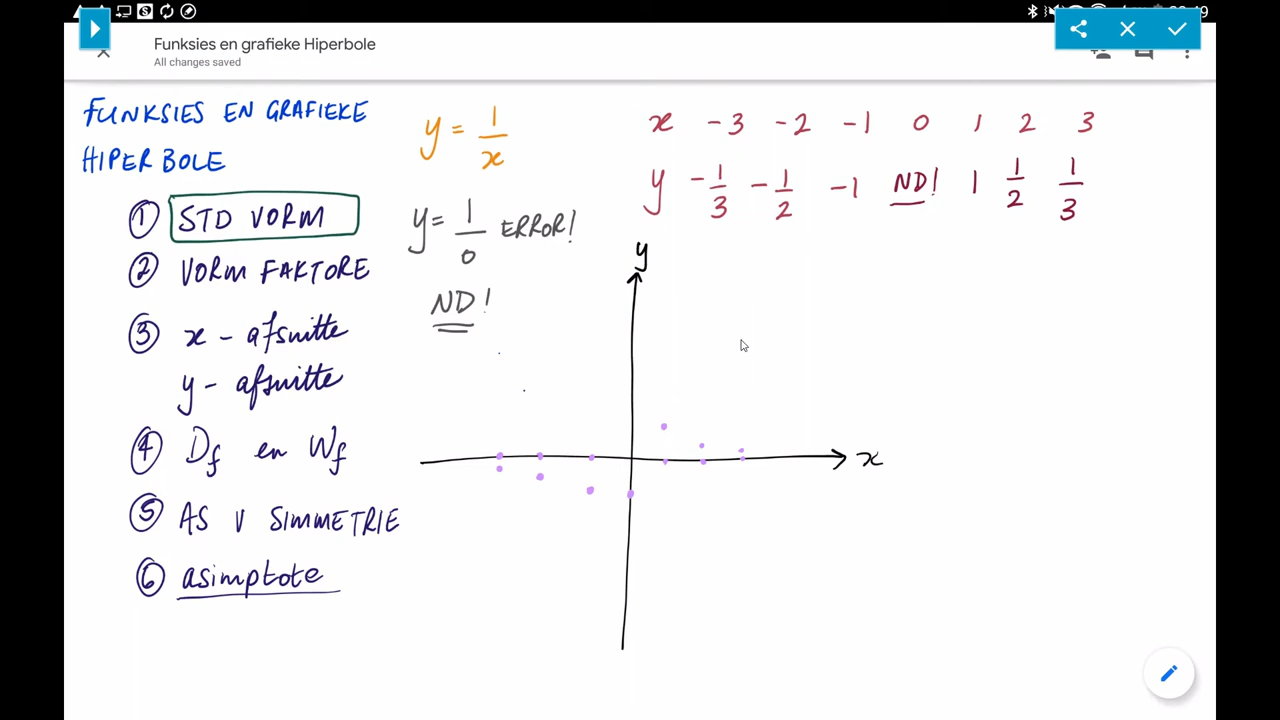 Funksies en grafieke Hiperbole
All changes saved
FUNKSIES EN GRAFIEKE
HIPERBOLE
① STD VORM
② VORM FAKTORE
③ x - afsnitte
y - afsnitte
④ Df en Wf
⑤ AS V SIMMETRIE
⑥ asimptote
y = 1/x
y = 1/0 ERROR!
ND!
x -3 -2 -1 0 1 2 3
y -1/3 -1/2 -1 ND! 1 1/2 1/3
y
x